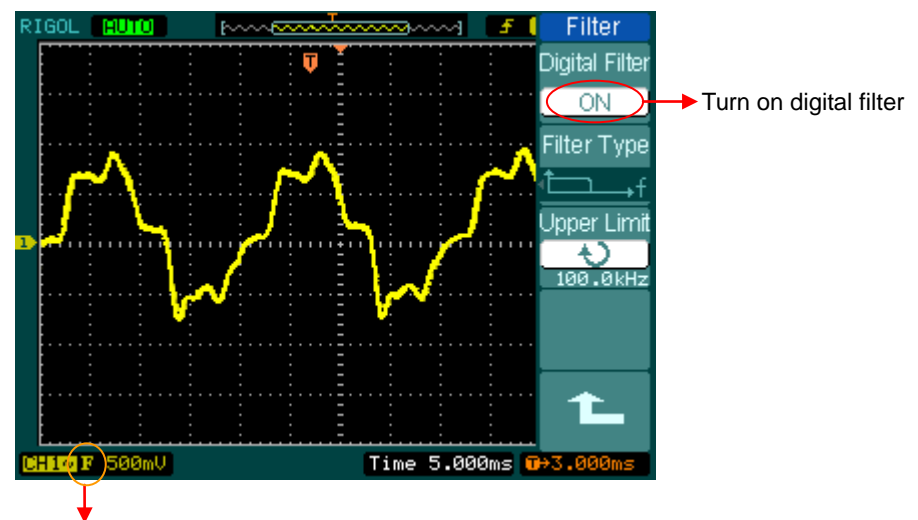 RIGOL AUTO T f Filter
Digital Filter
ON
Turn on digital filter
T
Filter Type
f
Upper Limit
1
100.0kHz
CH1 F 500mV Time 5.000ms T→3.000ms